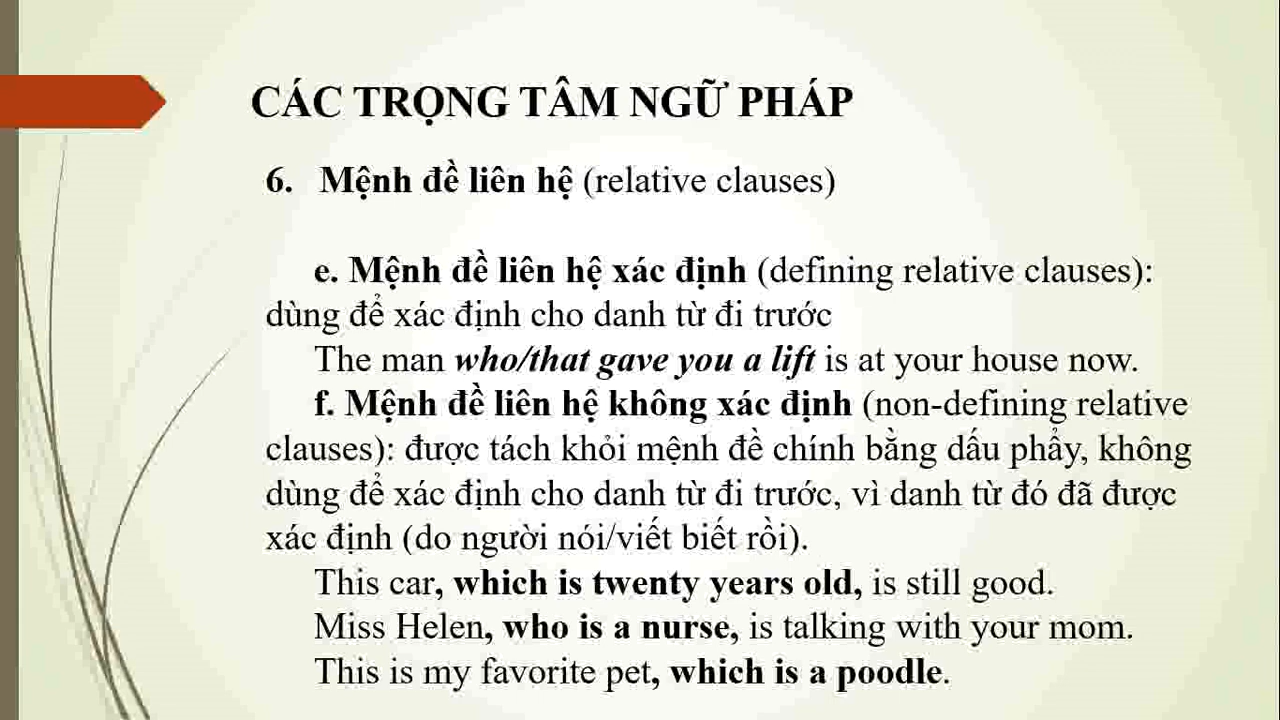 CÁC TRỌNG TÂM NGỮ PHÁP
6. Mệnh đề liên hệ (relative clauses)
e. Mệnh đề liên hệ xác định (defining relative clauses):
dùng để xác định cho danh từ đi trước
The man who/that gave you a lift is at your house now.
f. Mệnh đề liên hệ không xác định (non-defining relative
clauses): được tách khỏi mệnh đề chính bằng dấu phẩy, không
dùng để xác định cho danh từ đi trước, vì danh từ đó đã được
xác định (do người nói/viết biết rồi).
This car, which is twenty years old, is still good.
Miss Helen, who is a nurse, is talking with your mom.
This is my favorite pet, which is a poodle.